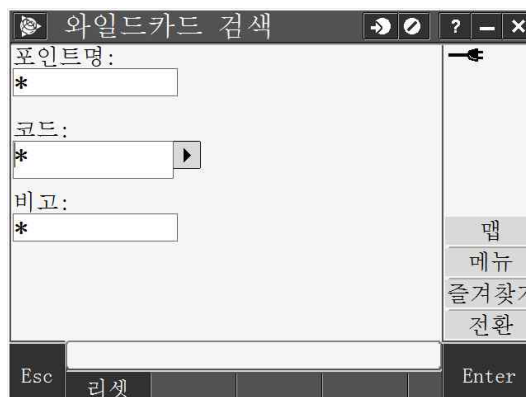 와일드카드 검색
? – ×
포인트명:
*
코드:
*
비고:
*
맵
메뉴
즐겨찾기
전환
Esc
리셋
Enter